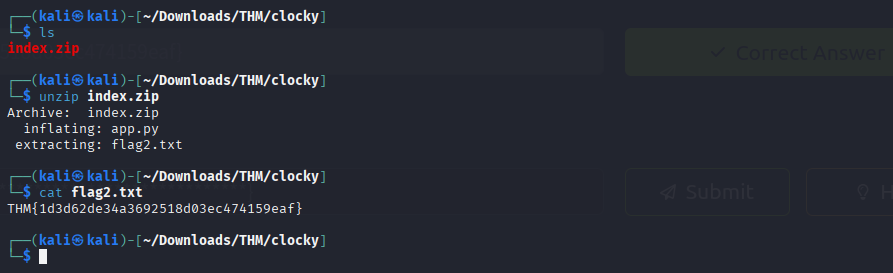 ┌──(kali㉿kali)-[~/Downloads/THM/clocky]
└─$ ls
index.zip
┌──(kali㉿kali)-[~/Downloads/THM/clocky]
└─$ unzip index.zip
Archive:  index.zip
  inflating: app.py
 extracting: flag2.txt
┌──(kali㉿kali)-[~/Downloads/THM/clocky]
└─$ cat flag2.txt
THM{1d3d62de34a3692518d03ec474159eaf}
┌──(kali㉿kali)-[~/Downloads/THM/clocky]
└─$
✓ Correct Answer
Submit
H